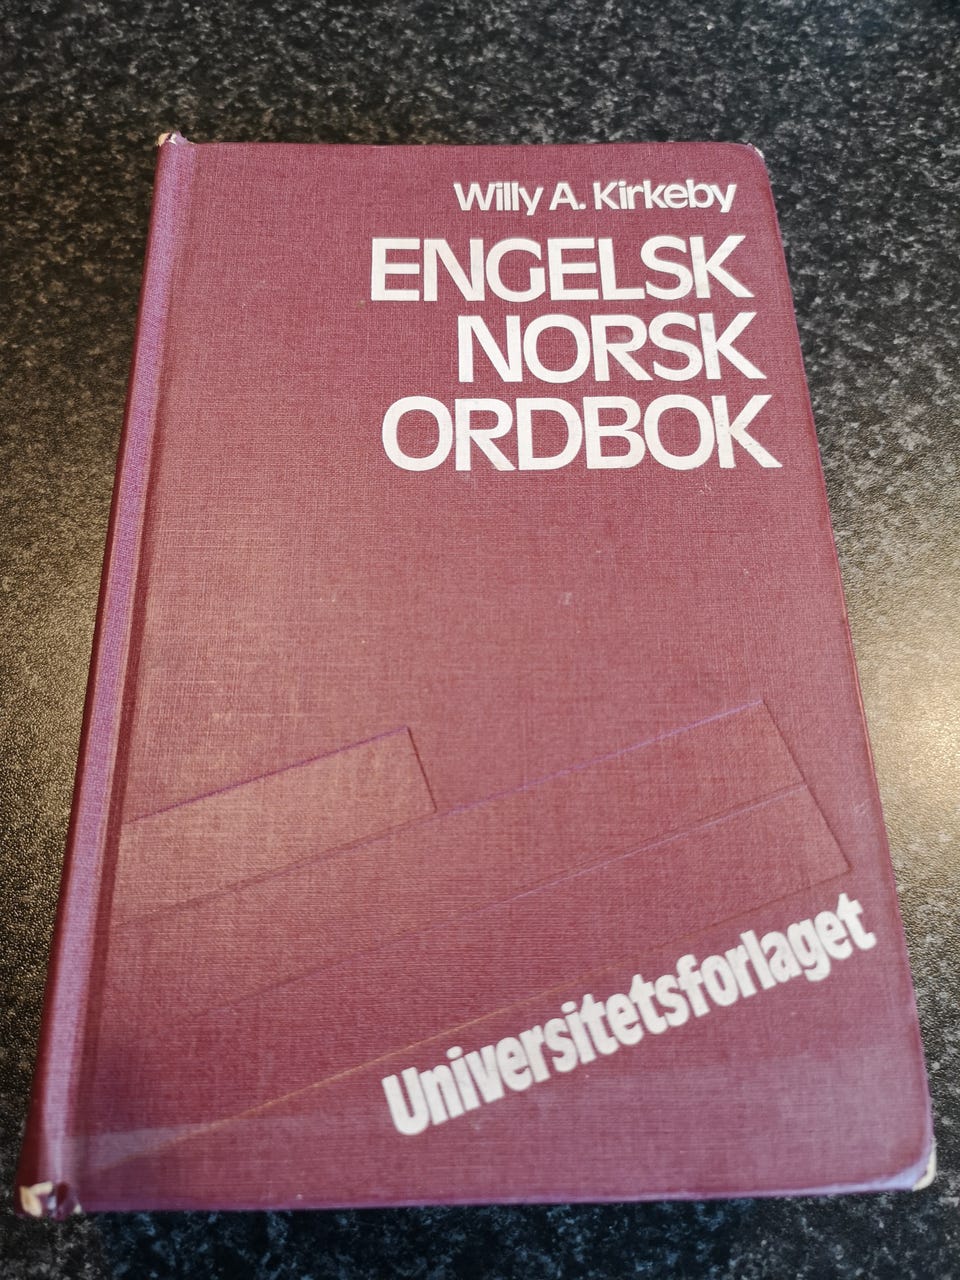 Willy A. Kirkeby
ENGELSK
NORSK
ORDBOK
Universitetsforlaget